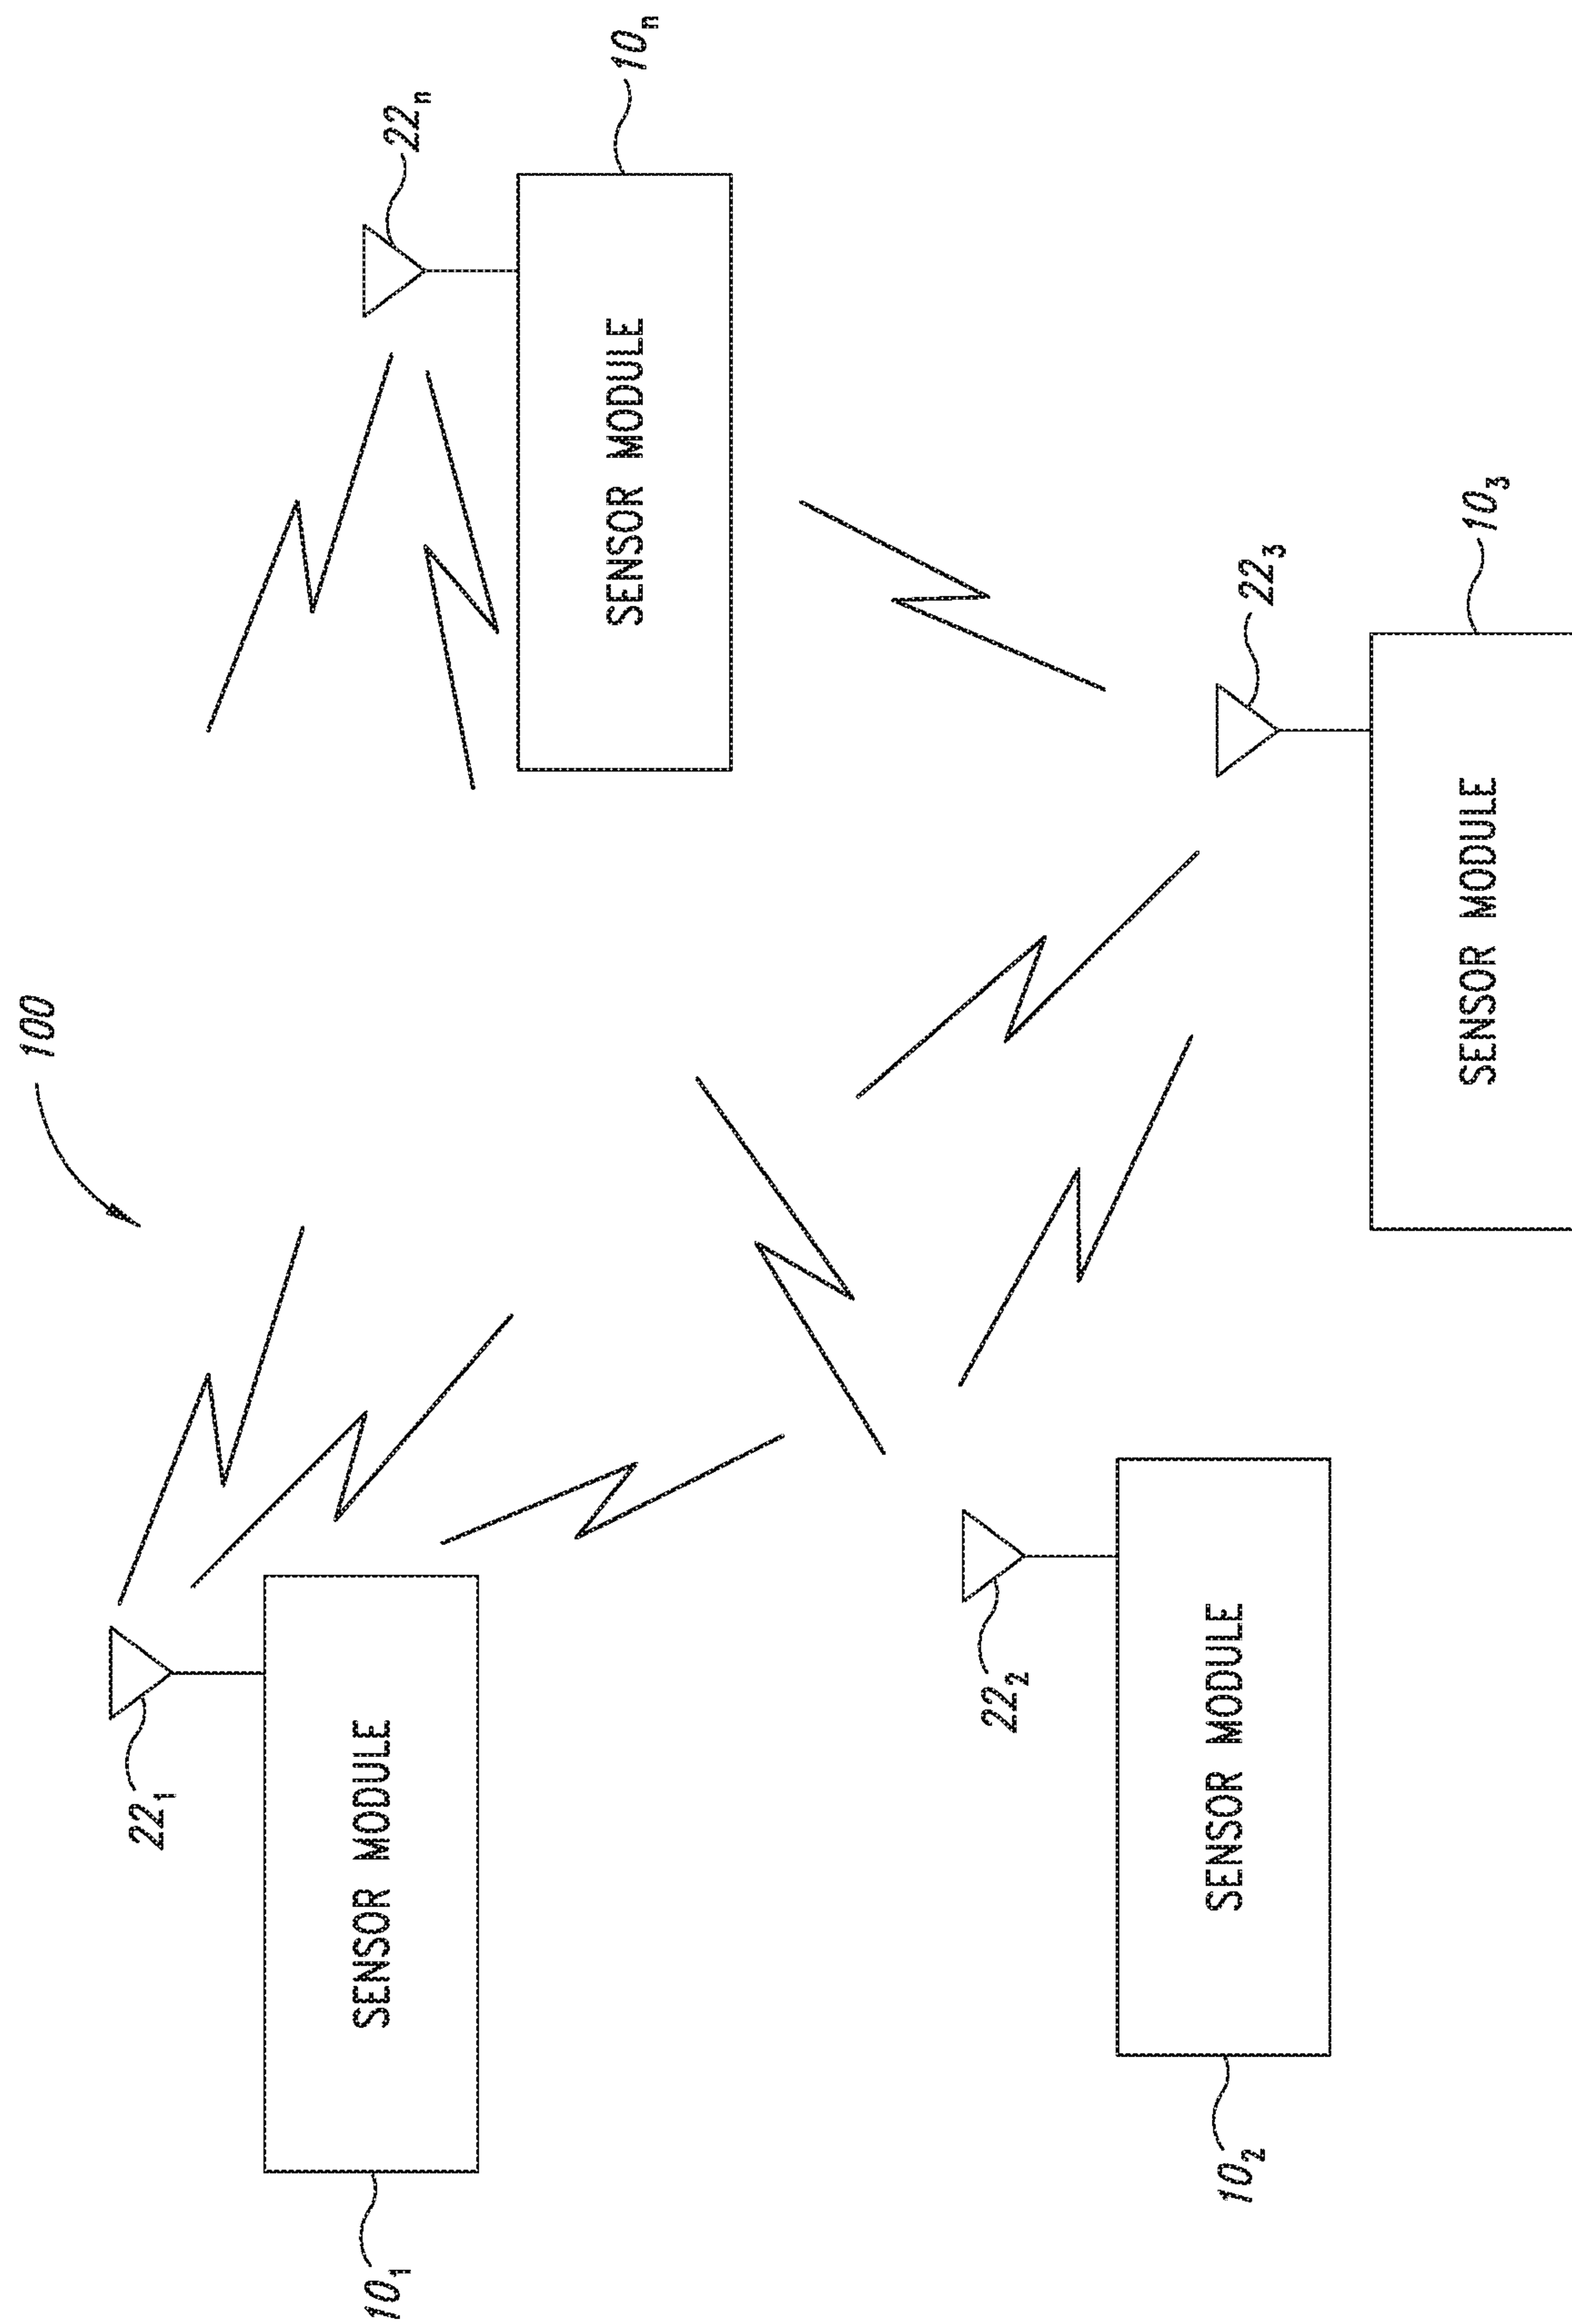 100
22₁
SENSOR MODULE
10₁
22ₙ
SENSOR MODULE
10ₙ
22₂
SENSOR MODULE
10₂
22₃
SENSOR MODULE
10₃